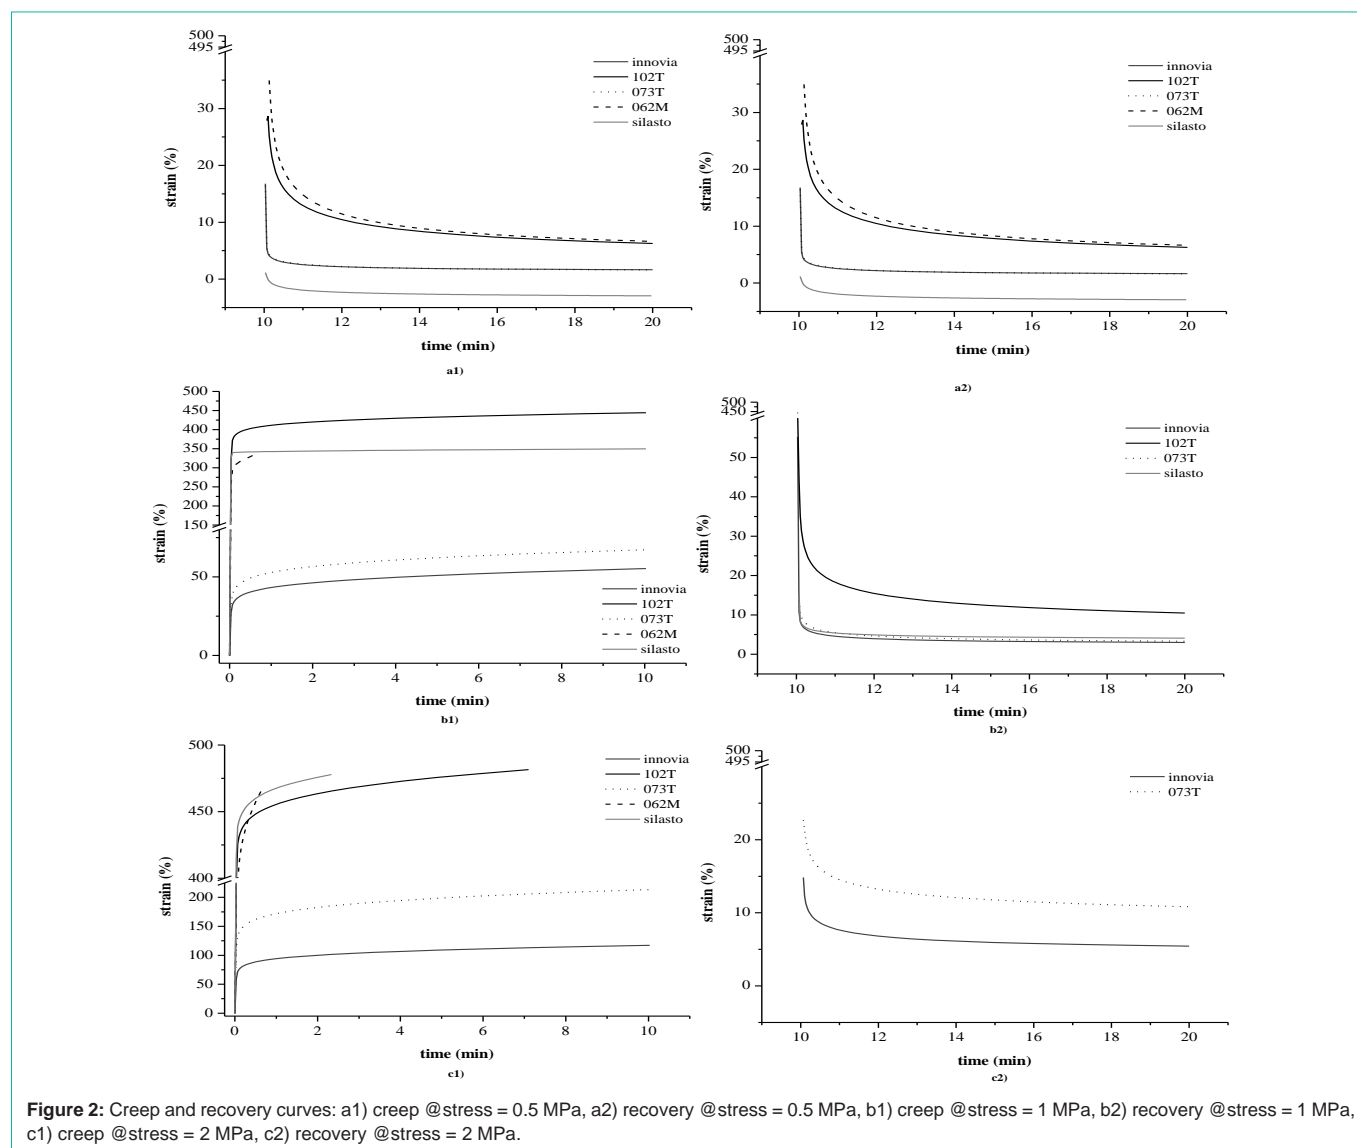 500
495
30
20
10
0
strain (%)
innovia
102T
073T
062M
silasto
10 12 14 16 18 20
time (min)
a1)
500
495
30
20
10
0
strain (%)
innovia
102T
073T
062M
silasto
10 12 14 16 18 20
time (min)
a2)
500
450
400
350
300
250
200
150
50
0
strain (%)
innovia
102T
073T
062M
silasto
0 2 4 6 8 10
time (min)
b1)
500
450
50
40
30
20
10
0
strain (%)
innovia
102T
073T
silasto
10 12 14 16 18 20
time (min)
b2)
500
450
400
200
150
100
50
0
strain (%)
innovia
102T
073T
062M
silasto
0 2 4 6 8 10
time (min)
c1)
500
495
20
10
0
strain (%)
innovia
073T
10 12 14 16 18 20
time (min)
c2)
Figure 2: Creep and recovery curves: a1) creep @stress = 0.5 MPa, a2) recovery @stress = 0.5 MPa, b1) creep @stress = 1 MPa, b2) recovery @stress = 1 MPa,
c1) creep @stress = 2 MPa, c2) recovery @stress = 2 MPa.